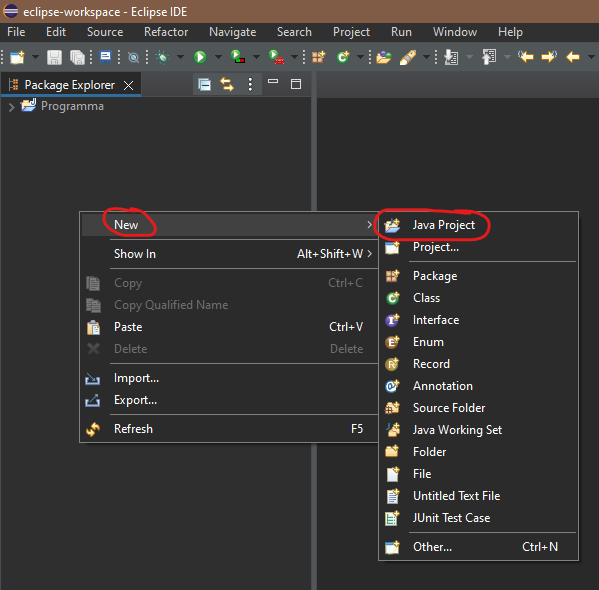 eclipse-workspace - Eclipse IDE
File Edit Source Refactor Navigate Search Project Run Window Help
Package Explorer
Programma
New
Show In Alt+Shift+W
Copy Ctrl+C
Copy Qualified Name
Paste Ctrl+V
Delete Delete
Import...
Export...
Refresh F5
Java Project
Project...
Package
Class
Interface
Enum
Record
Annotation
Source Folder
Java Working Set
Folder
File
Untitled Text File
JUnit Test Case
Other... Ctrl+N